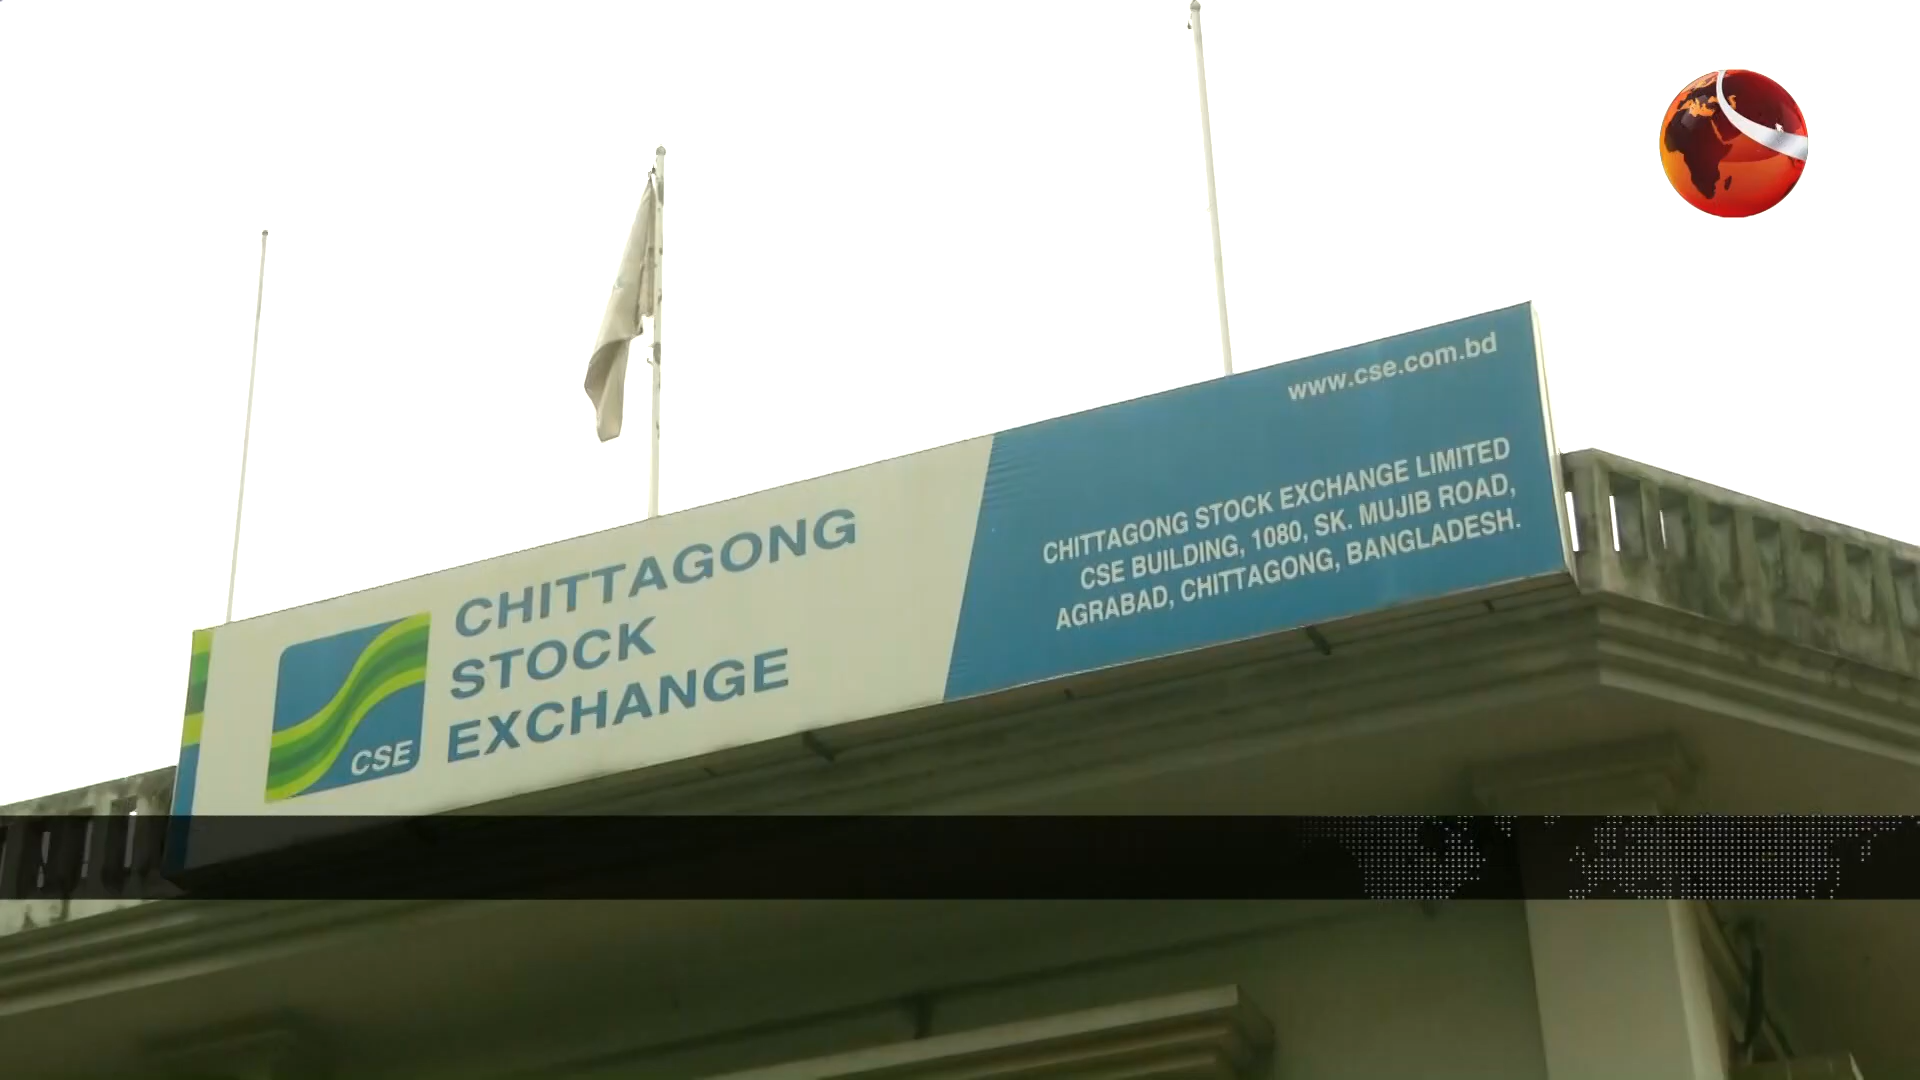 CHITTAGONG
STOCK
EXCHANGE
CSE
www.cse.com.bd
CHITTAGONG STOCK EXCHANGE LIMITED
CSE BUILDING, 1080, SK. MUJIB ROAD,
AGRABAD, CHITTAGONG, BANGLADESH.